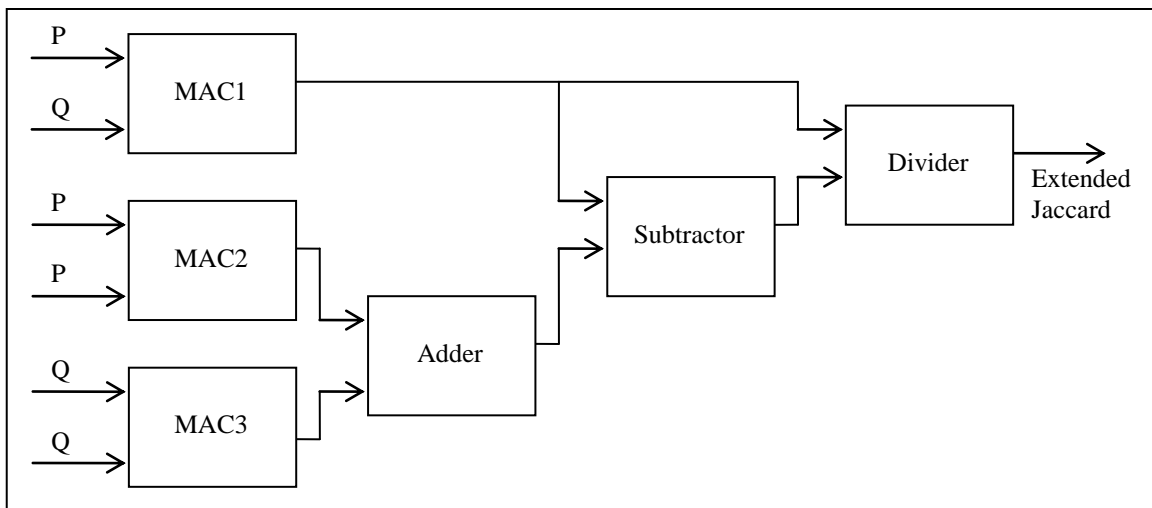 P
MAC1
Q
Divider
Extended
Jaccard
P
MAC2
P
Subtractor
Adder
Q
MAC3
Q